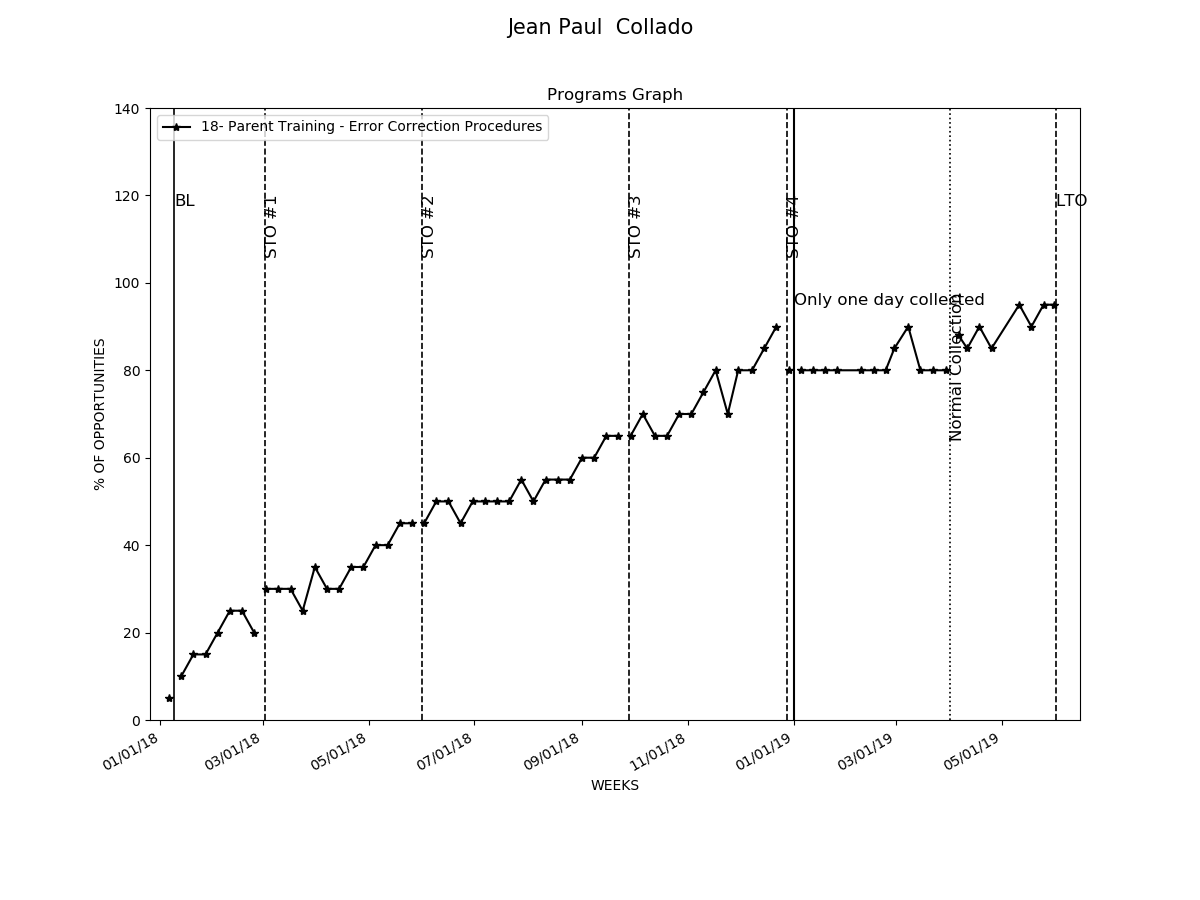 Jean Paul  Collado
Programs Graph
18- Parent Training - Error Correction Procedures
140
120
100
80
60
40
20
0
% OF OPPORTUNITIES
BL
STO #1
STO #2
STO #3
STO #4
Only one day collected
Normal Collection
LTO
01/01/18
03/01/18
05/01/18
07/01/18
09/01/18
11/01/18
01/01/19
03/01/19
05/01/19
WEEKS